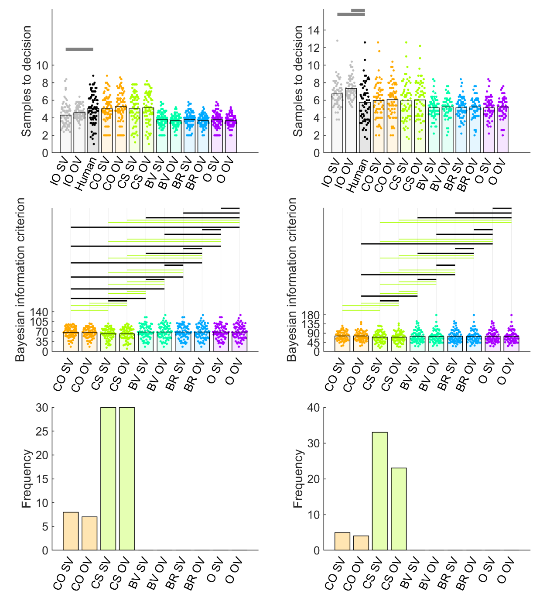 Samples to decision
10
8
6
4
2
0
IO SV
IO OV
Human
CO SV
CO OV
CS SV
CS OV
BV SV
BV OV
BR SV
BR OV
O SV
O OV
Samples to decision
14
12
10
8
6
4
2
0
IO SV
IO OV
Human
CO SV
CO OV
CS SV
CS OV
BV SV
BV OV
BR SV
BR OV
O SV
O OV
Bayesian information criterion
140
105
70
35
0
CO SV
CO OV
CS SV
CS OV
BV SV
BV OV
BR SV
BR OV
O SV
O OV
Bayesian information criterion
180
135
90
45
0
CO SV
CO OV
CS SV
CS OV
BV SV
BV OV
BR SV
BR OV
O SV
O OV
Frequency
30
25
20
15
10
5
0
CO SV
CO OV
CS SV
CS OV
BV SV
BV OV
BR SV
BR OV
O SV
O OV
Frequency
40
30
20
10
0
CO SV
CO OV
CS SV
CS OV
BV SV
BV OV
BR SV
BR OV
O SV
O OV